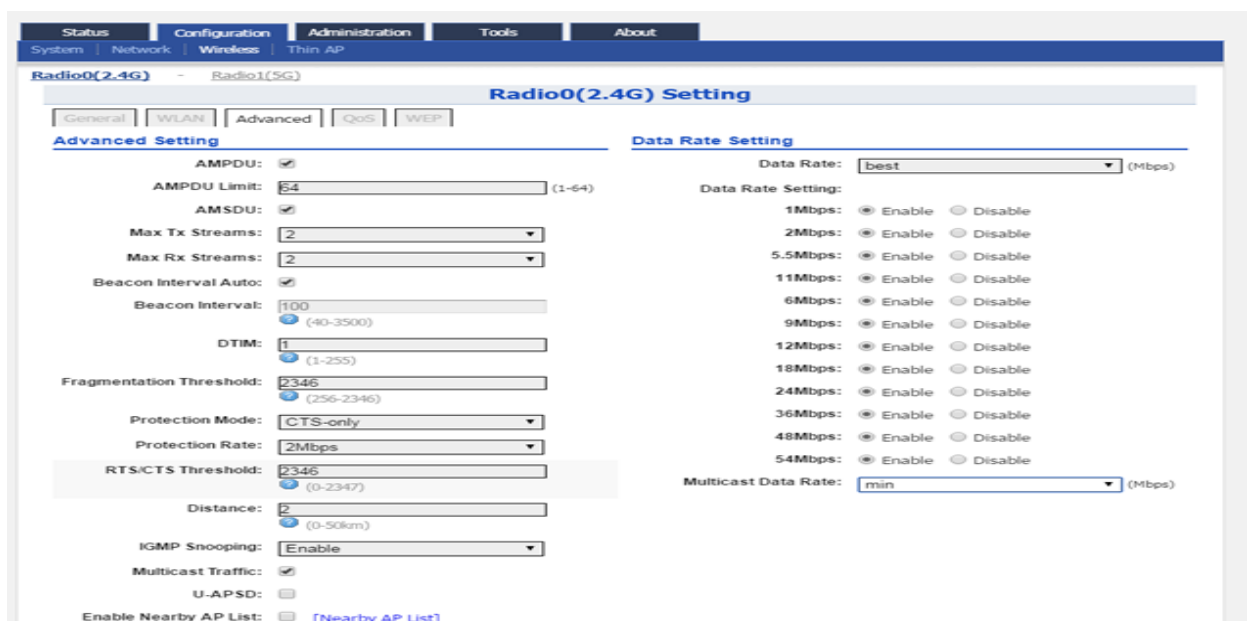 Status Configuration Administration Tools About
System | Network | Wireless | Thin AP
Radio0(2.4G) - Radio1(5G)
Radio0(2.4G) Setting
General WLAN Advanced QoS WEP
Advanced Setting
AMPDU:
AMPDU Limit: 64 (1-64)
AMSDU:
Max Tx Streams: 2
Max Rx Streams: 2
Beacon Interval Auto:
Beacon Interval: 100
(40-3500)
DTIM: 1
(1-255)
Fragmentation Threshold: 2346
(256-2346)
Protection Mode: CTS-only
Protection Rate: 2Mbps
RTS/CTS Threshold: 2346
(0-2347)
Distance: 2
(0-50km)
IGMP Snooping: Enable
Multicast Traffic:
U-APSD:
Enable Nearby AP List: [Nearby AP List]
Data Rate Setting
Data Rate: best (Mbps)
Data Rate Setting:
1Mbps: Enable Disable
2Mbps: Enable Disable
5.5Mbps: Enable Disable
11Mbps: Enable Disable
6Mbps: Enable Disable
9Mbps: Enable Disable
12Mbps: Enable Disable
18Mbps: Enable Disable
24Mbps: Enable Disable
36Mbps: Enable Disable
48Mbps: Enable Disable
54Mbps: Enable Disable
Multicast Data Rate: min (Mbps)